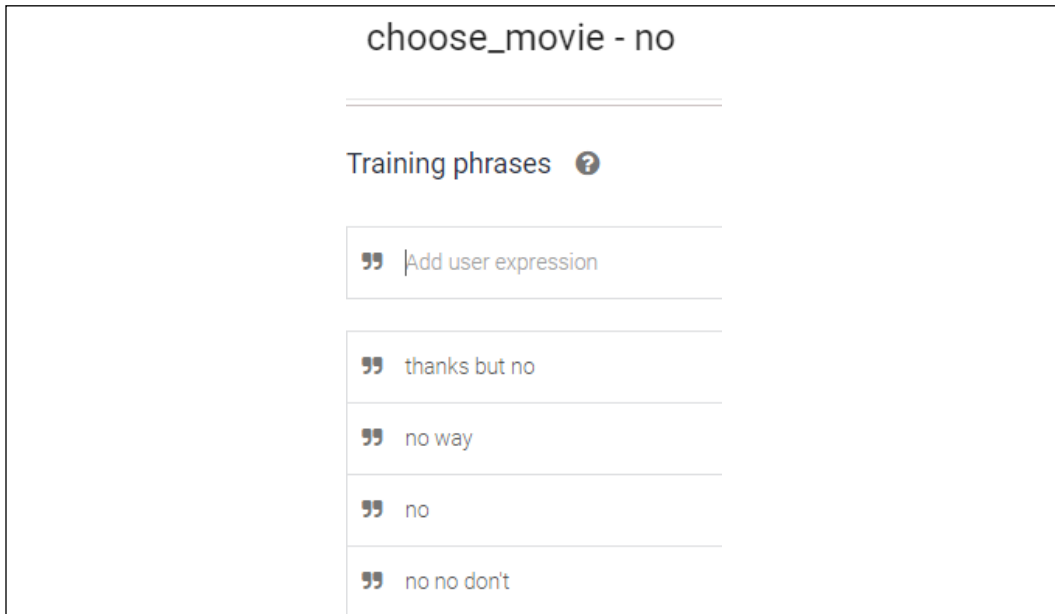 choose_movie - no
Training phrases
Add user expression
thanks but no
no way
no
no no don't